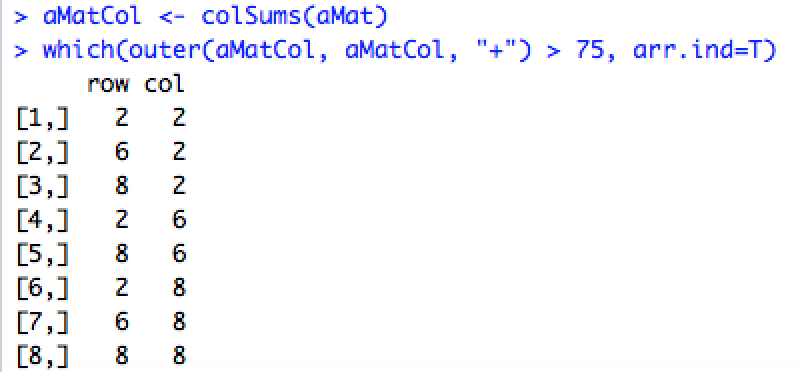 > aMatCol <- colSums(aMat)
> which(outer(aMatCol, aMatCol, "+") > 75, arr.ind=T)
     row col
[1,]   2   2
[2,]   6   2
[3,]   8   2
[4,]   2   6
[5,]   8   6
[6,]   2   8
[7,]   6   8
[8,]   8   8